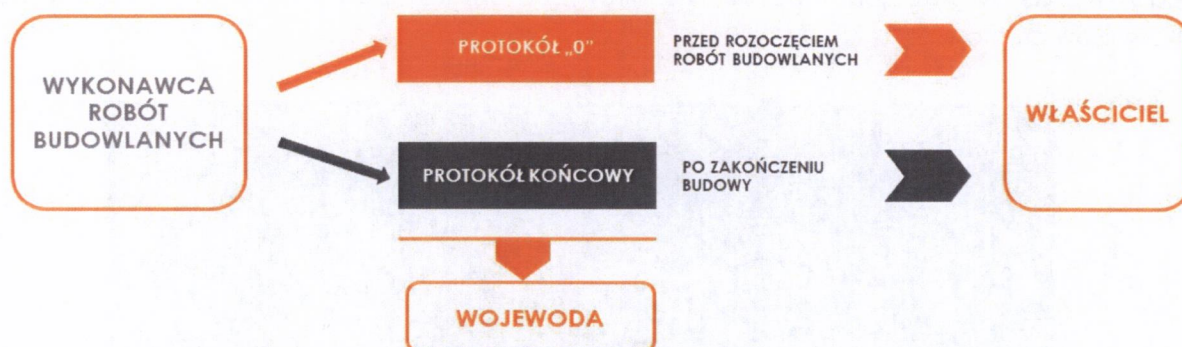 WYKONAWCA
ROBÓT
BUDOWLANYCH
PROTOKÓŁ „0”
PRZED ROZOCZĘCIEM
ROBÓT BUDOWLANYCH
PROTOKÓŁ KOŃCOWY
PO ZAKOŃCZENIU
BUDOWY
WŁAŚCICIEL
WOJEWODA